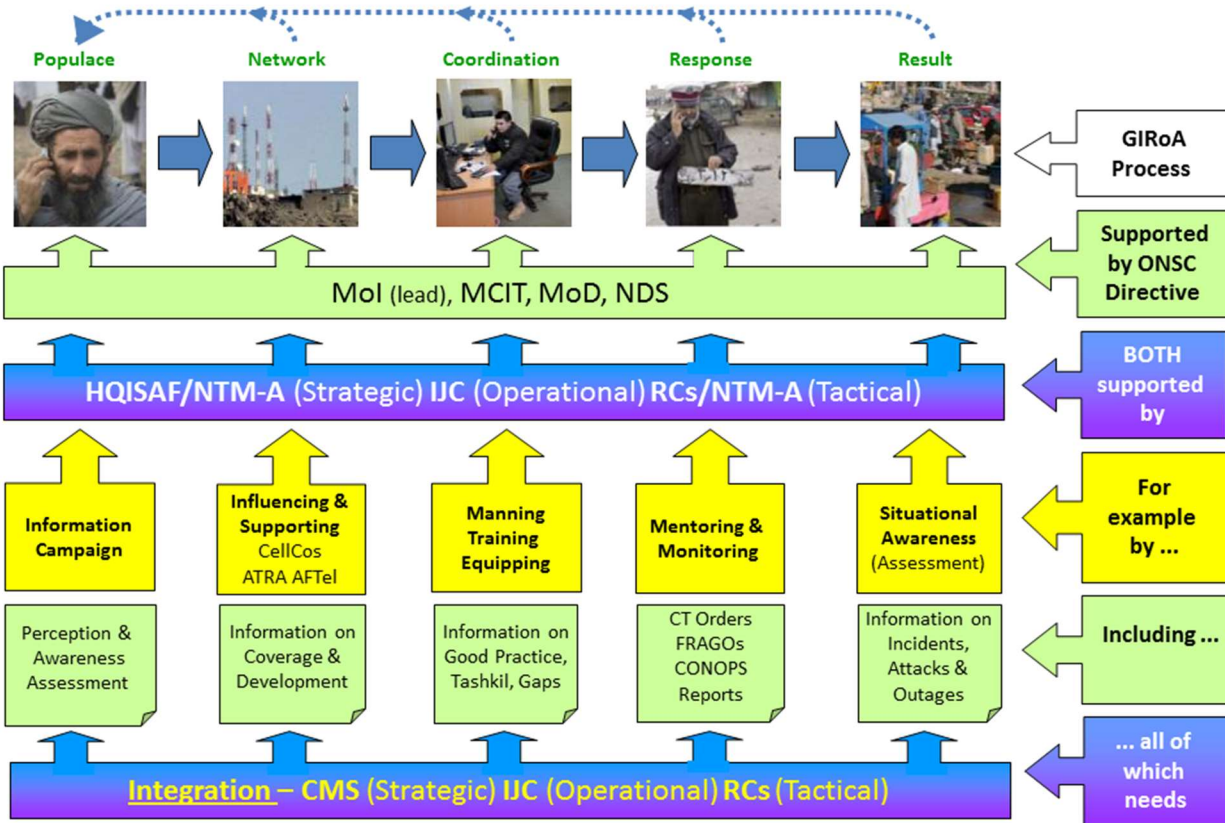 Populace
Network
Coordination
Response
Result
GIRoA
Process
Supported
by ONSC
Directive
MoI (lead), MCIT, MoD, NDS
BOTH
supported
by
HQISAF/NTM-A (Strategic) IJC (Operational) RCs/NTM-A (Tactical)
Information
Campaign
Influencing &
Supporting
CellCos
ATRA AFTel
Manning
Training
Equipping
Mentoring &
Monitoring
Situational
Awareness
(Assessment)
For
example
by ...
Perception &
Awareness
Assessment
Information on
Coverage &
Development
Information on
Good Practice,
Tashkil, Gaps
CT Orders
FRAGOs
CONOPS
Reports
Information on
Incidents,
Attacks &
Outages
Including ...
Integration – CMS (Strategic) IJC (Operational) RCs (Tactical)
... all of
which
needs